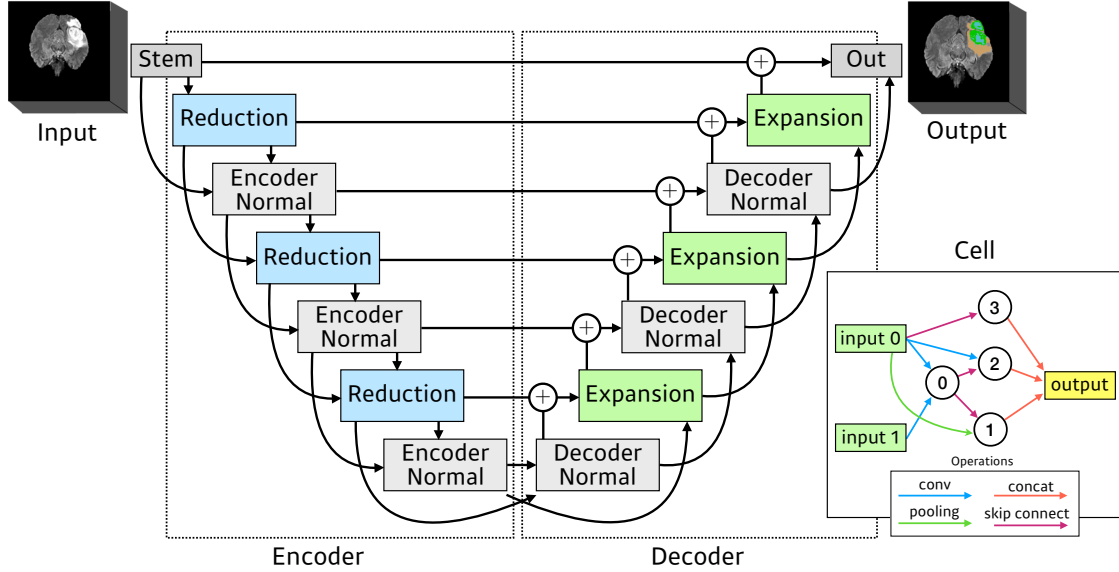 Stem
Out
Input
Output
Reduction
Expansion
Encoder
Normal
Decoder
Normal
Reduction
Expansion
Encoder
Normal
Decoder
Normal
Reduction
Expansion
Encoder
Normal
Decoder
Normal
Encoder
Decoder
Cell
3
input 0
2
0
output
1
input 1
Operations
conv
concat
pooling
skip connect
+
+
+
+
+
+